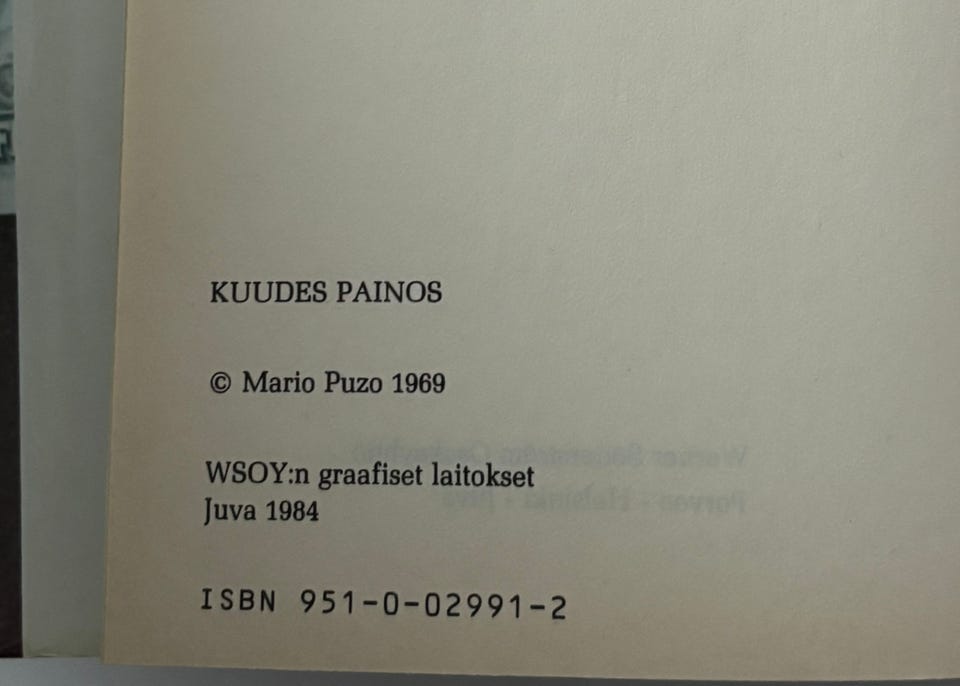 KUUDES PAINOS
© Mario Puzo 1969
WSOY:n graafiset laitokset
Juva 1984
ISBN 951-0-02991-2